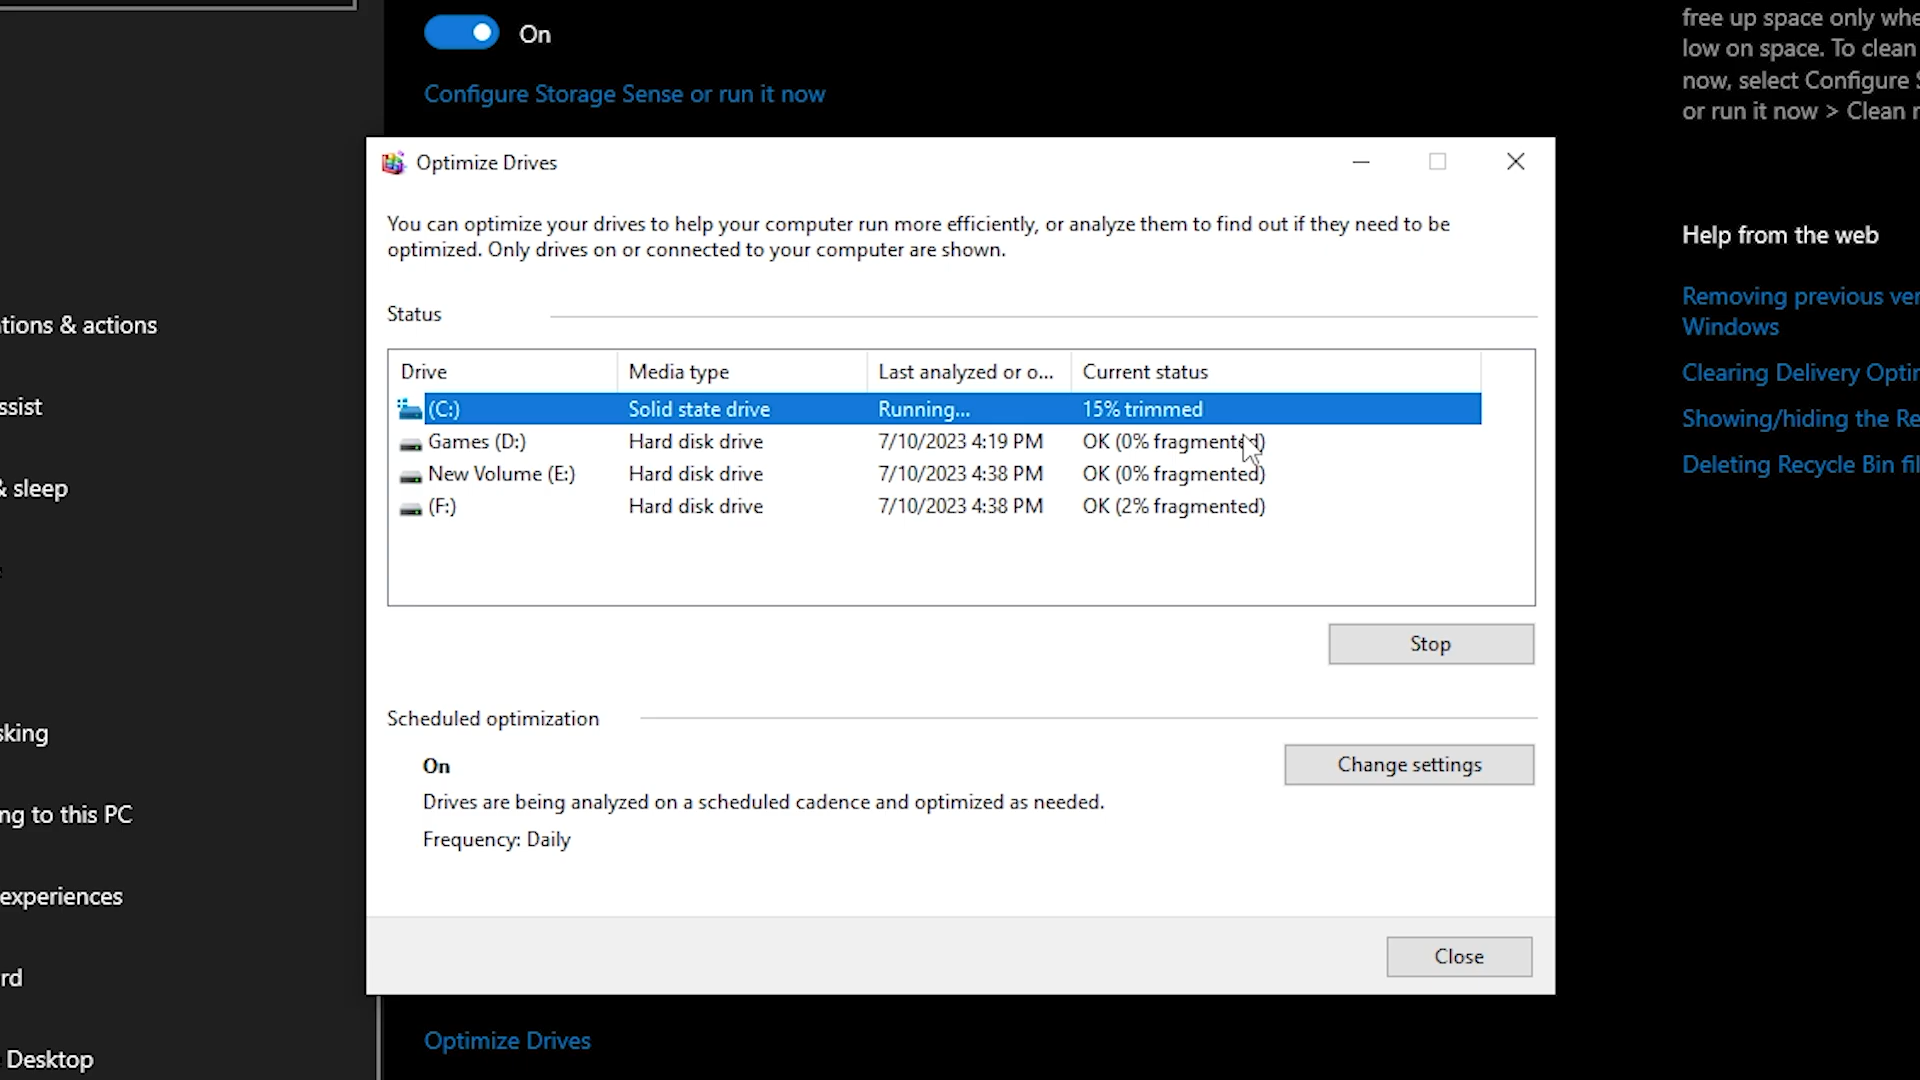 On
Configure Storage Sense or run it now
free up space only
low on space. To clean
now, select Configure
or run it now > Clean
Optimize Drives
You can optimize your drives to help your computer run more efficiently, or analyze them to find out if they need to be
optimized. Only drives on or connected to your computer are shown.
Status
Drive Media type Last analyzed or o... Current status
(C:) Solid state drive Running... 15% trimmed
Games (D:) Hard disk drive 7/10/2023 4:19 PM OK (0% fragmented)
New Volume (E:) Hard disk drive 7/10/2023 4:38 PM OK (0% fragmented)
(F:) Hard disk drive 7/10/2023 4:38 PM OK (2% fragmented)
Stop
Scheduled optimization
On
Change settings
Drives are being analyzed on a scheduled cadence and optimized as needed.
Frequency: Daily
Close
Optimize Drives
Help from the web
Removing previous
Windows
Clearing Delivery
Showing/hiding the
Deleting Recycle Bin
tions & actions
ssist
& sleep
sking
ng to this PC
experiences
rd
Desktop